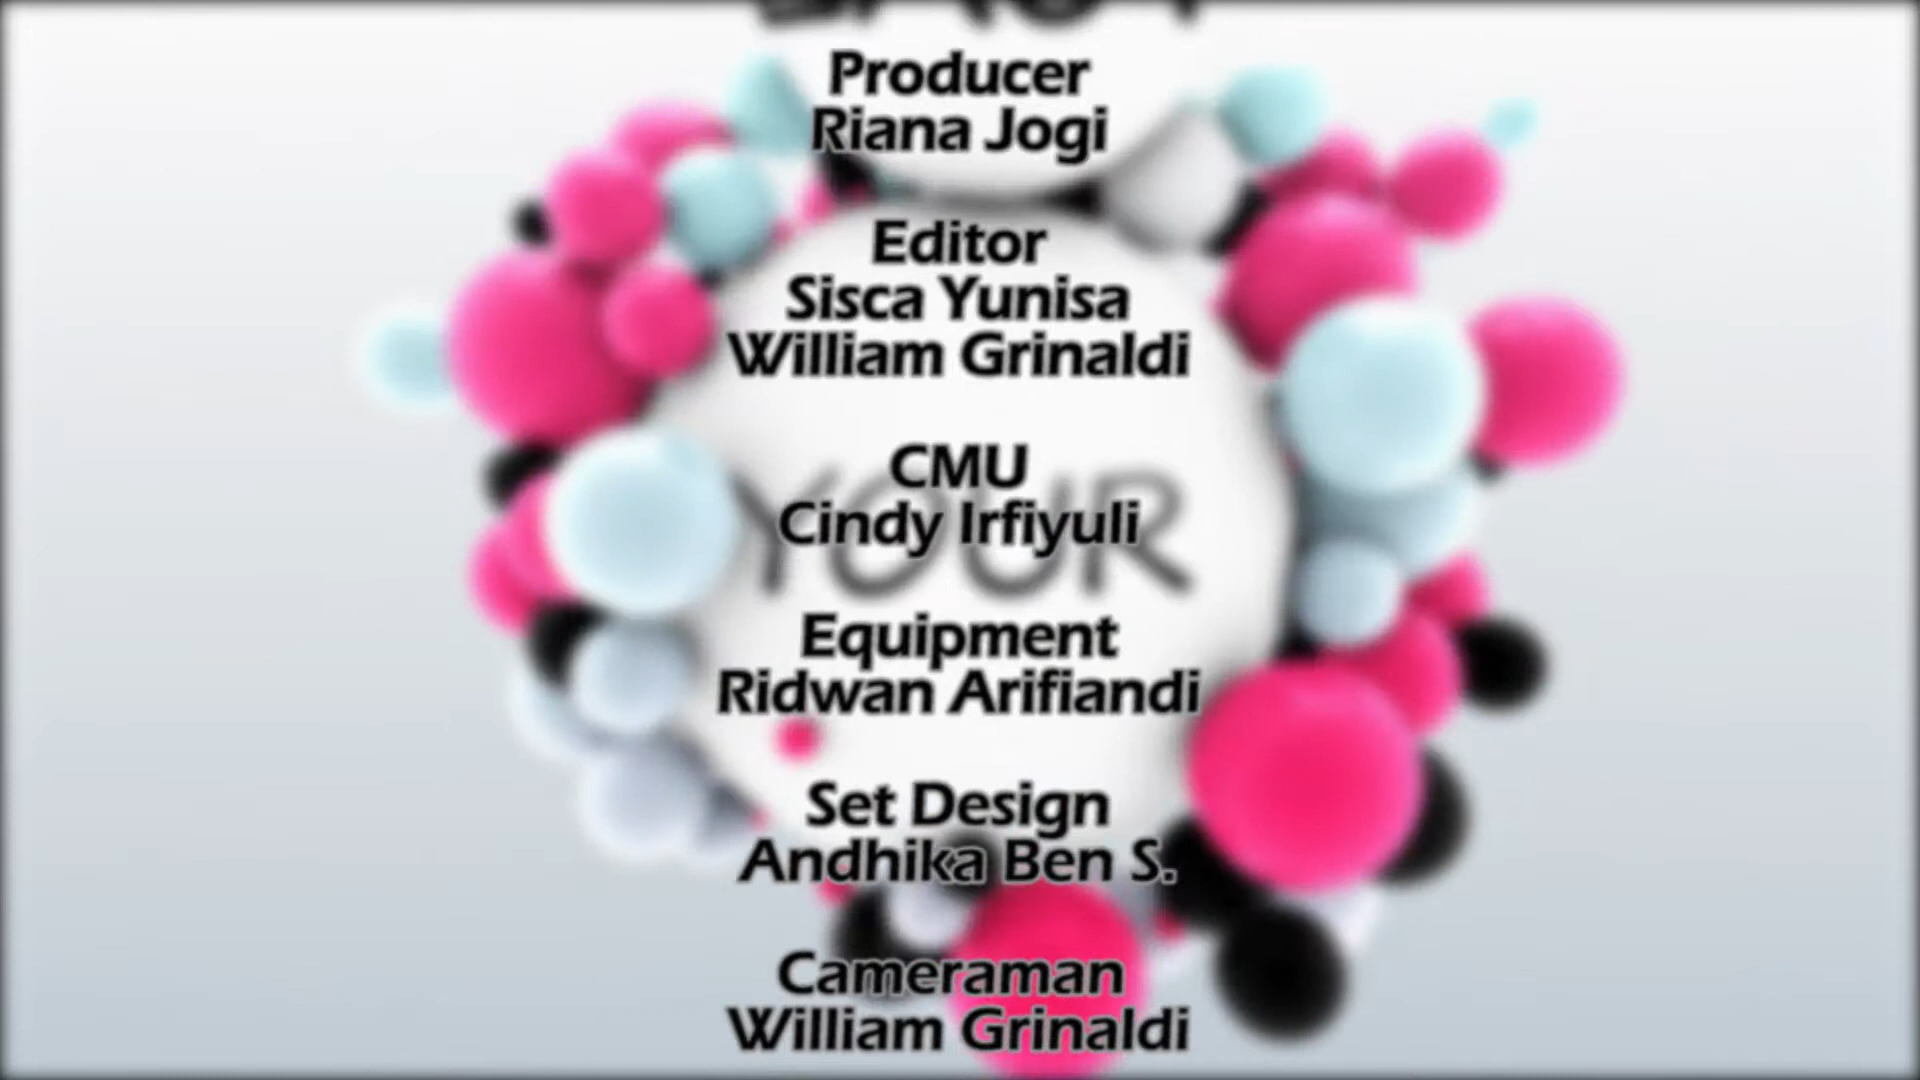 Producer
Riana Jogi
Editor
Sisca Yunisa
William Grinaldi
CMU
Cindy Irfiyuli
YOUR
Equipment
Ridwan Arifiandi
Set Design
Andhika Ben S.
Cameraman
William Grinaldi